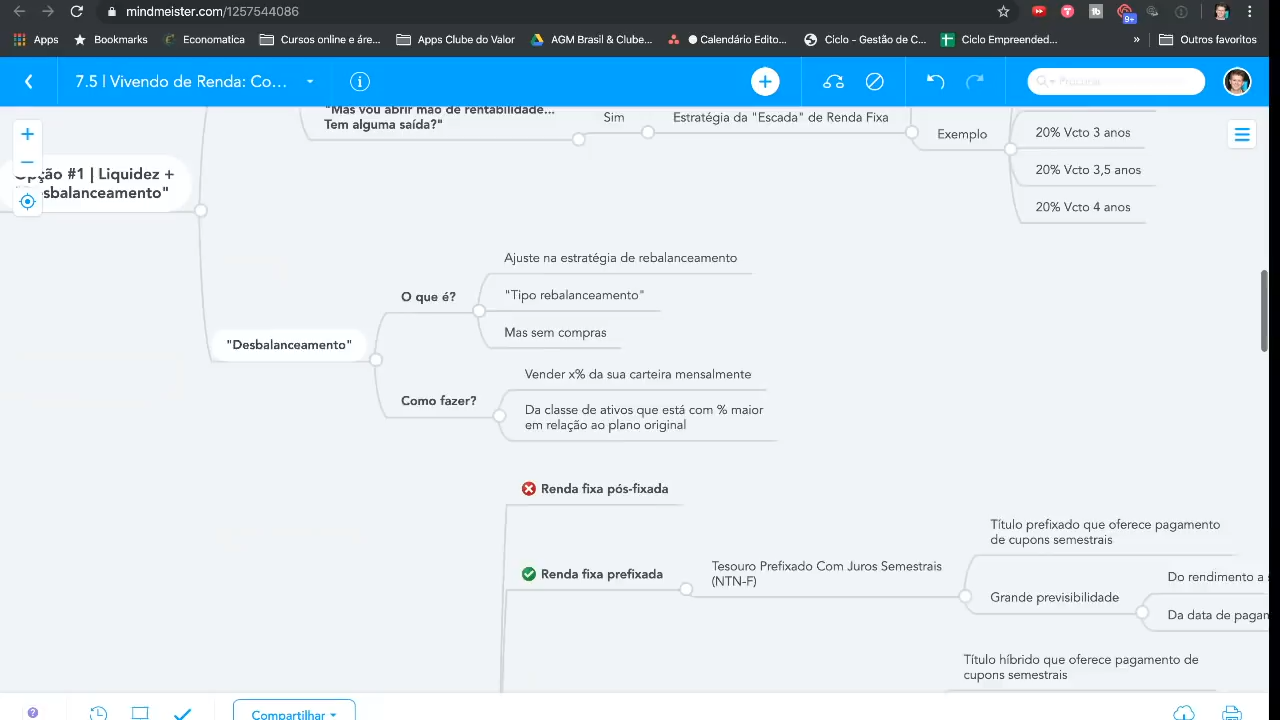 mindmeister.com/1257544086
9+
Apps
Bookmarks
Economatica
Cursos online e áre...
Apps Clube do Valor
AGM Brasil & Clube...
Calendário Edito...
Ciclo - Gestão de C...
Ciclo Empreended...
»
Outros favoritos
7.5 | Vivendo de Renda: Co...
Procurar
"Mas vou abrir mão de rentabilidade...
Tem alguma saída?"
Sim
Estratégia da "Escada" de Renda Fixa
Exemplo
20% Vcto 3 anos
20% Vcto 3,5 anos
20% Vcto 4 anos
Opção #1 | Liquidez +
sbalanceamento"
"Desbalanceamento"
O que é?
Ajuste na estratégia de rebalanceamento
"Tipo rebalanceamento"
Mas sem compras
Como fazer?
Vender x% da sua carteira mensalmente
Da classe de ativos que está com % maior
em relação ao plano original
Renda fixa pós-fixada
Renda fixa prefixada
Tesouro Prefixado Com Juros Semestrais
(NTN-F)
Título prefixado que oferece pagamento
de cupons semestrais
Grande previsibilidade
Do rendimento a s
Da data de pagan
Título híbrido que oferece pagamento de
cupons semestrais
Compartilhar